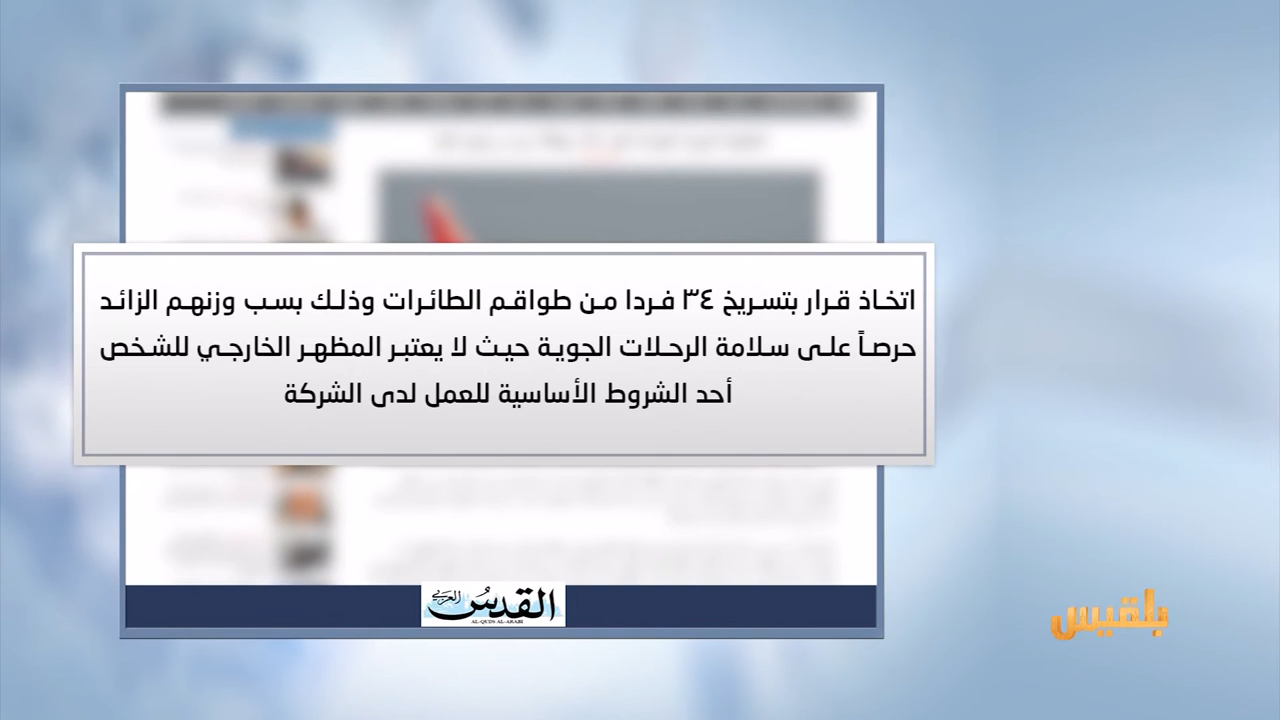 اتخاذ قرار بتسريخ ٣٤ فردا من طواقم الطائرات وذلك بسب وزنهم الزائد
حرصاً على سلامة الرحلات الجوية حيث لا يعتبر المظهر الخارجي للشخص
أحد الشروط الأساسية للعمل لدى الشركة
القدس العربي
AL-QUDS AL-ARABI
بلقيس